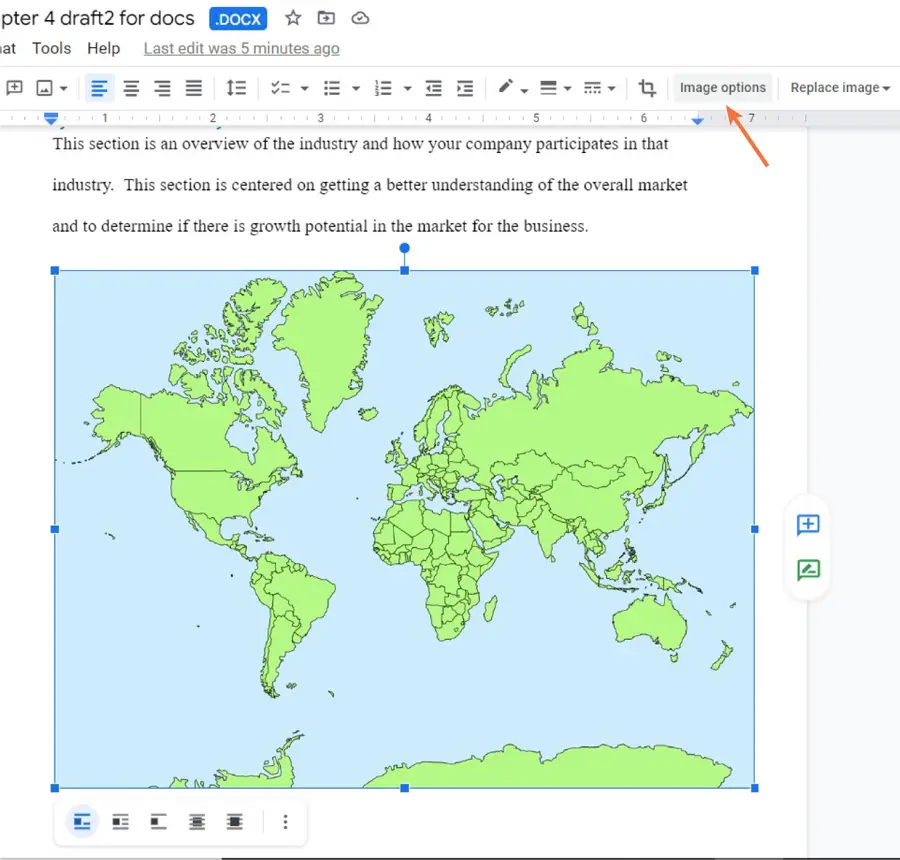 pter 4 draft2 for docs .DOCX
at Tools Help Last edit was 5 minutes ago
Image options Replace image
1 2 3 4 5 6 7
This section is an overview of the industry and how your company participates in that
industry. This section is centered on getting a better understanding of the overall market
and to determine if there is growth potential in the market for the business.